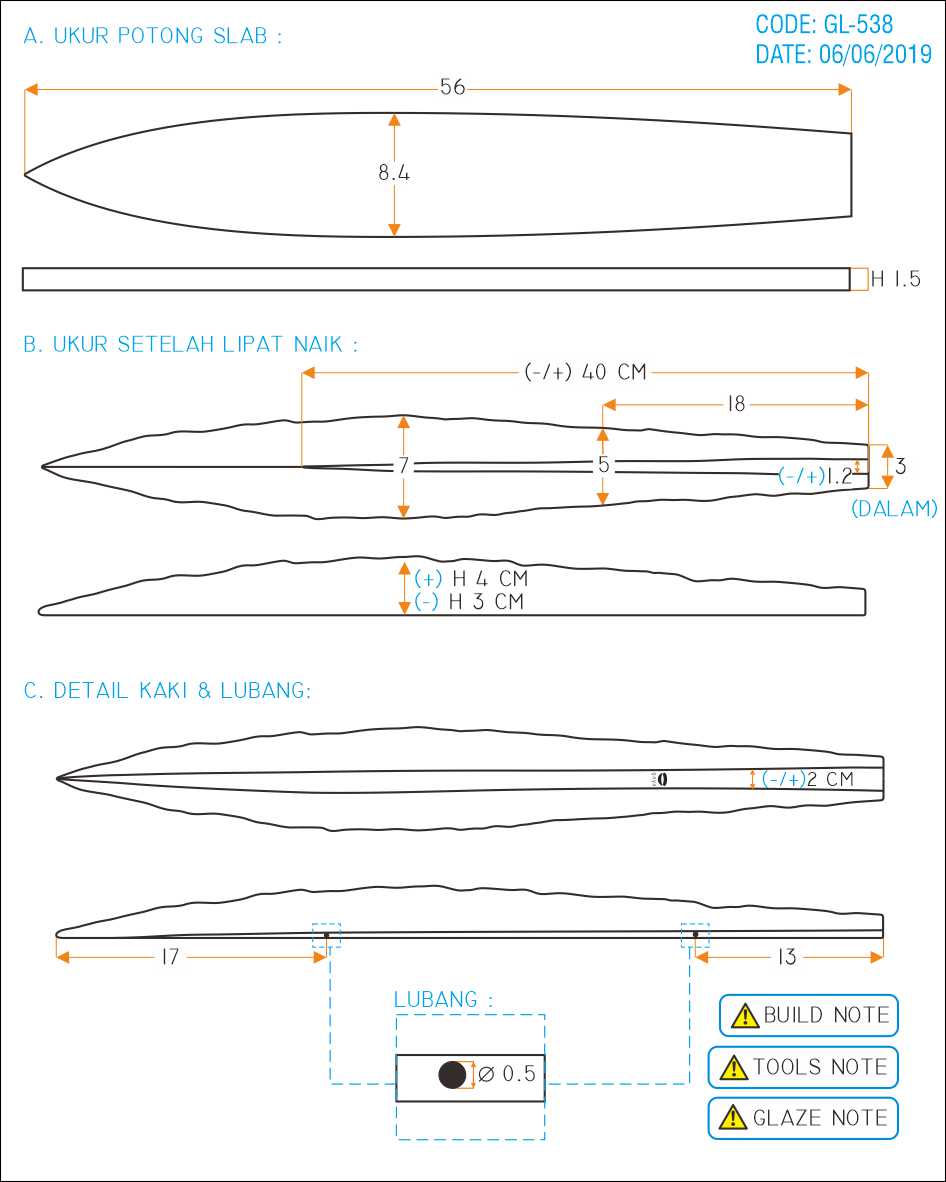 A. UKUR POTONG SLAB :
CODE: GL-538
DATE: 06/06/2019
56
8.4
H 1.5
B. UKUR SETELAH LIPAT NAIK :
(-/+) 40 CM
18
7
5
3
(-/+)1.2
(DALAM)
(+) H 4 CM
(-) H 3 CM
C. DETAIL KAKI & LUBANG:
(-/+)2 CM
17
13
LUBANG :
Ø 0.5
BUILD NOTE
TOOLS NOTE
GLAZE NOTE